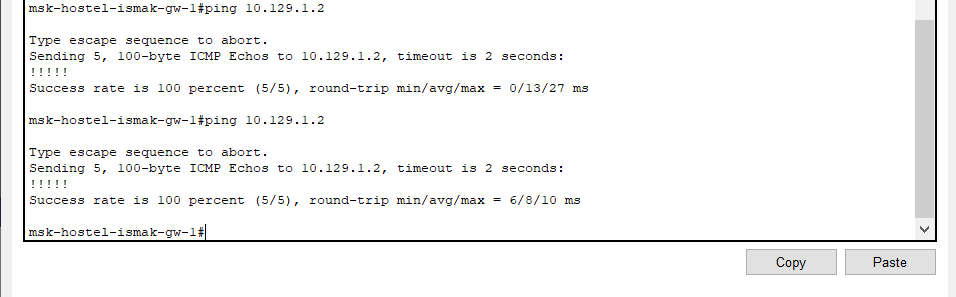 msk-hostel-ismak-gw-1#ping 10.129.1.2
Type escape sequence to abort.
Sending 5, 100-byte ICMP Echos to 10.129.1.2, timeout is 2 seconds:
!!!!!
Success rate is 100 percent (5/5), round-trip min/avg/max = 0/13/27 ms
msk-hostel-ismak-gw-1#ping 10.129.1.2
Type escape sequence to abort.
Sending 5, 100-byte ICMP Echos to 10.129.1.2, timeout is 2 seconds:
!!!!!
Success rate is 100 percent (5/5), round-trip min/avg/max = 6/8/10 ms
msk-hostel-ismak-gw-1#
Copy Paste